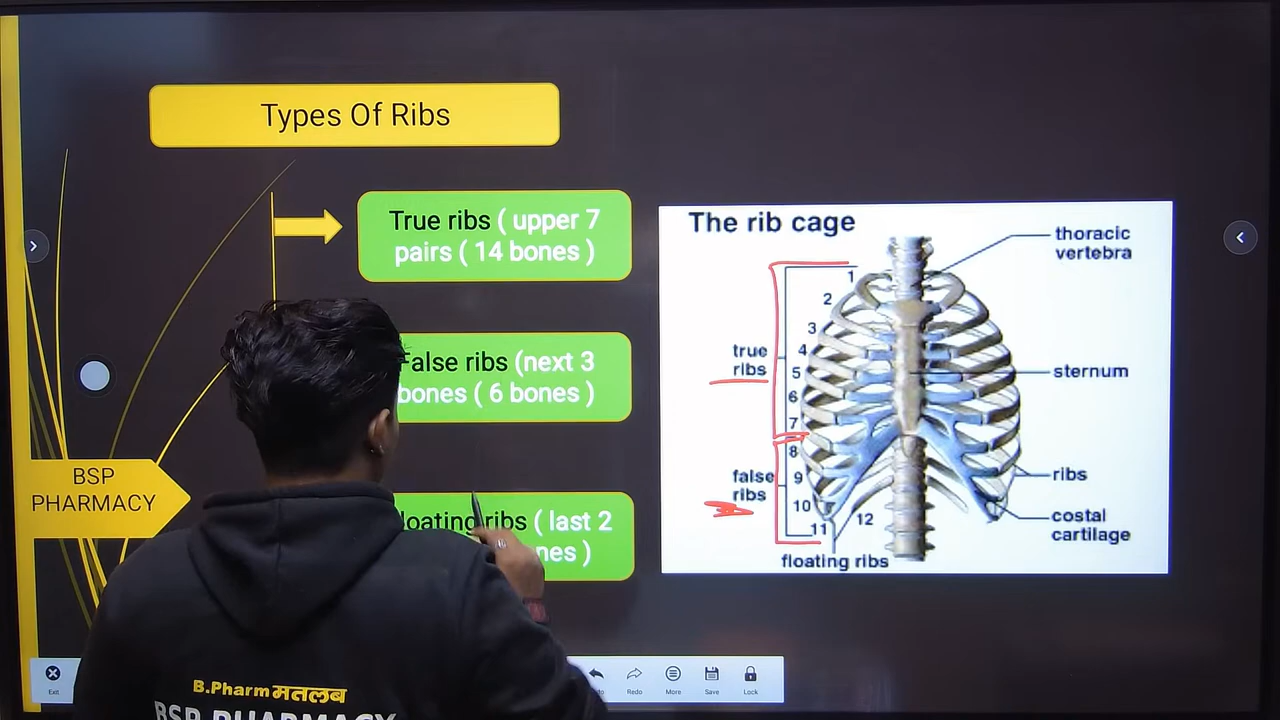 Types Of Ribs
True ribs ( upper 7
pairs ( 14 bones )
False ribs (next 3
bones ( 6 bones )
ribs ( last 2
BSP
PHARMACY
The rib cage
thoracic
vertebra
1
2
3
4
5
6
7
8
9
10
11
12
true
ribs
sternum
false
ribs
ribs
costal
cartilage
floating ribs
Exit
Redo
More
Save
Lock
B.Pharm मतलब
BSP PHARMACY